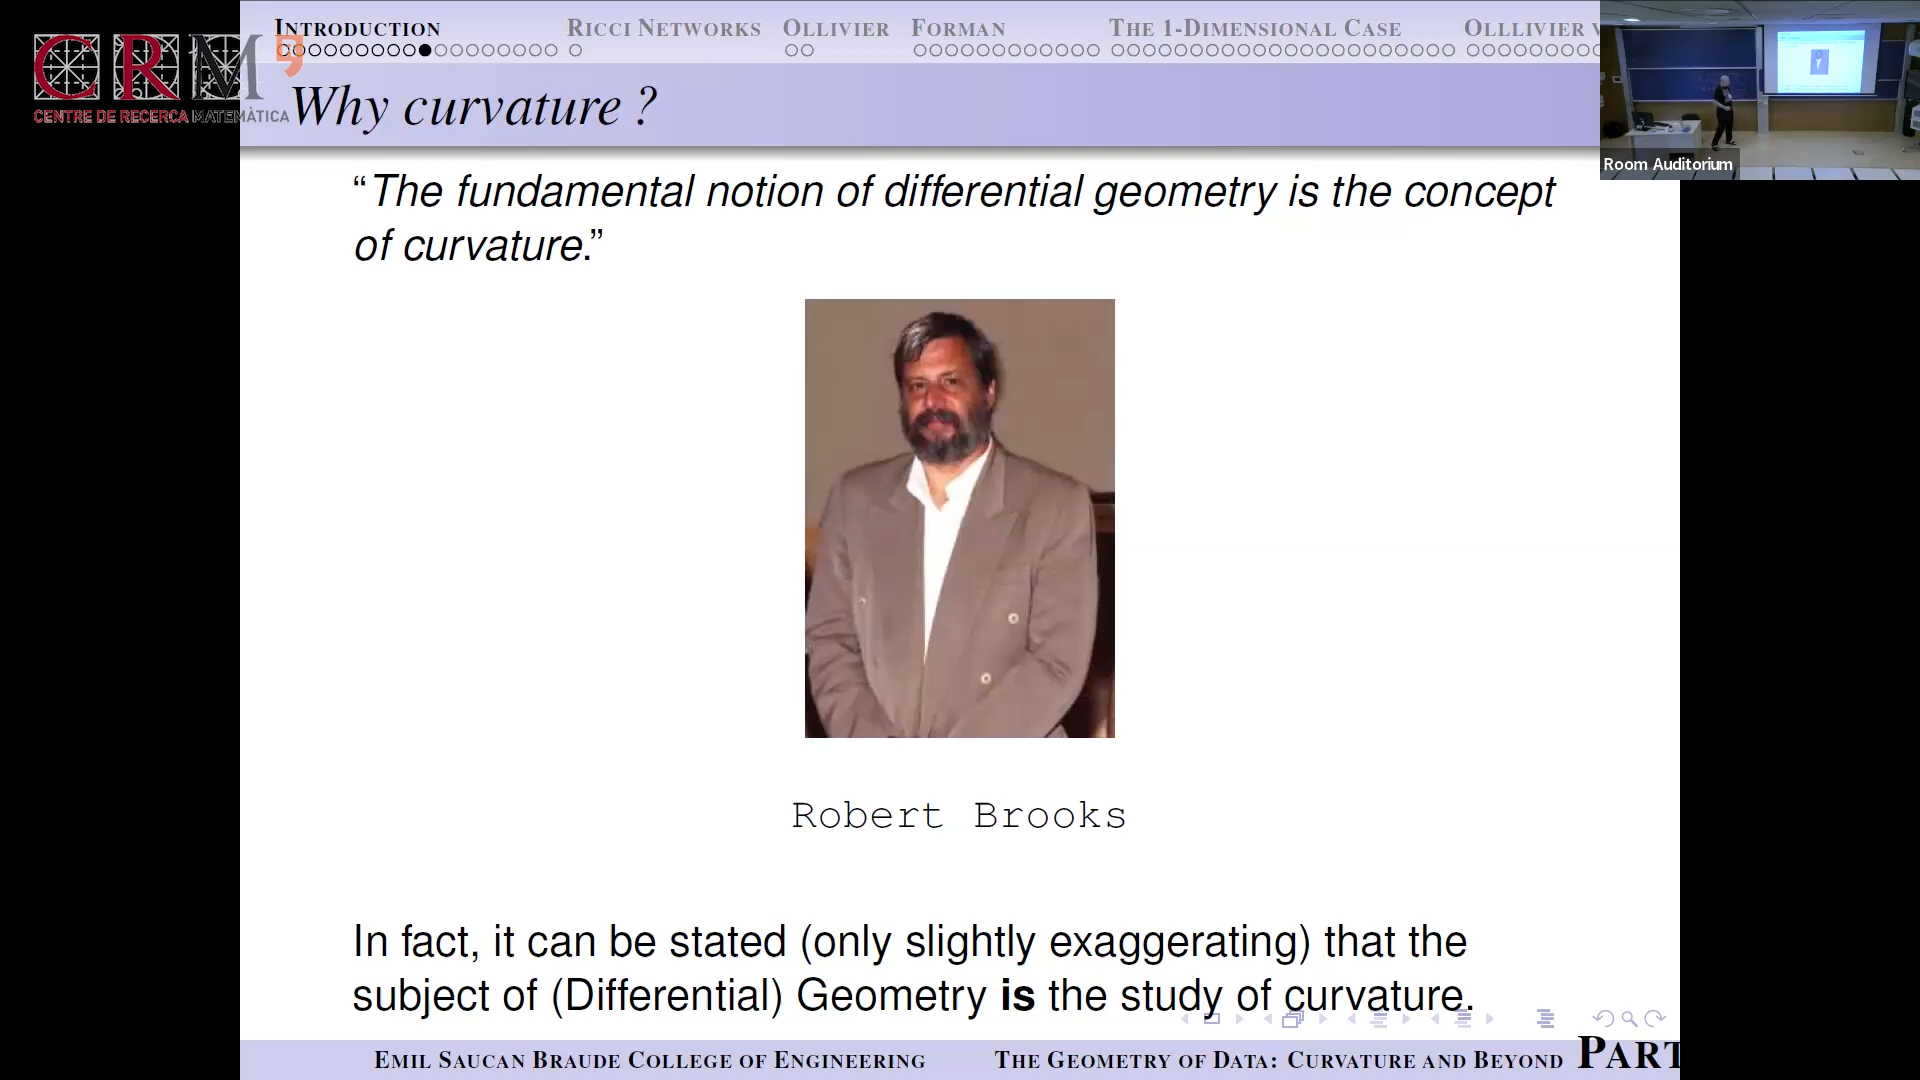 INTRODUCTION
RICCI NETWORKS
OLLIVIER
FORMAN
THE 1-DIMENSIONAL CASE
OLLLIVIER V
CRM
CENTRE DE RECERCA MATEMÀTICA
Why curvature ?
Room Auditorium
“The fundamental notion of differential geometry is the concept
of curvature.”
Robert Brooks
In fact, it can be stated (only slightly exaggerating) that the
subject of (Differential) Geometry is the study of curvature.
EMIL SAUCAN BRAUDE COLLEGE OF ENGINEERING
THE GEOMETRY OF DATA: CURVATURE AND BEYOND
PART